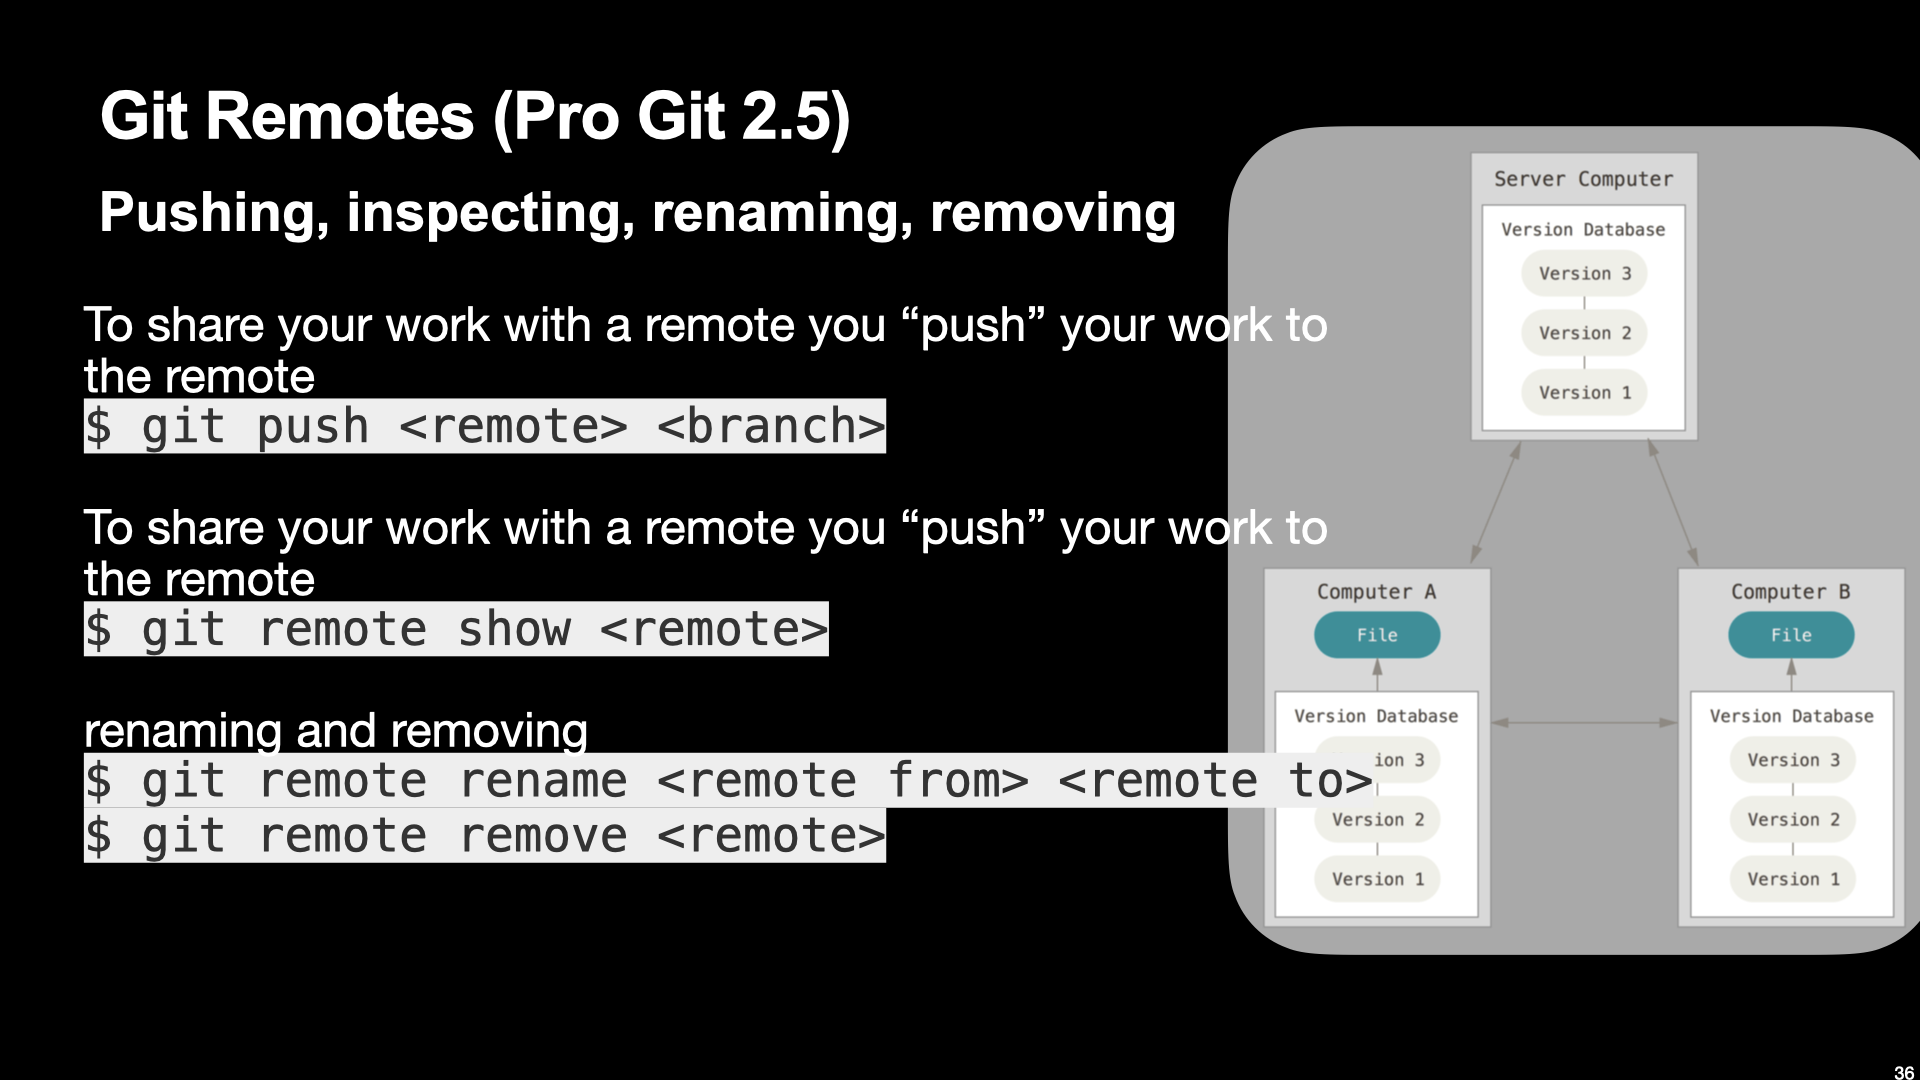 Git Remotes (Pro Git 2.5)
Pushing, inspecting, renaming, removing
To share your work with a remote you “push” your work to
the remote
$ git push <remote> <branch>
To share your work with a remote you “push” your work to
the remote
$ git remote show <remote>
renaming and removing
$ git remote rename <remote from> <remote to>
$ git remote remove <remote>
Server Computer
Version Database
Version 3
Version 2
Version 1
Computer A
File
Version Database
ion 3
Version 2
Version 1
Computer B
File
Version Database
Version 3
Version 2
Version 1
36